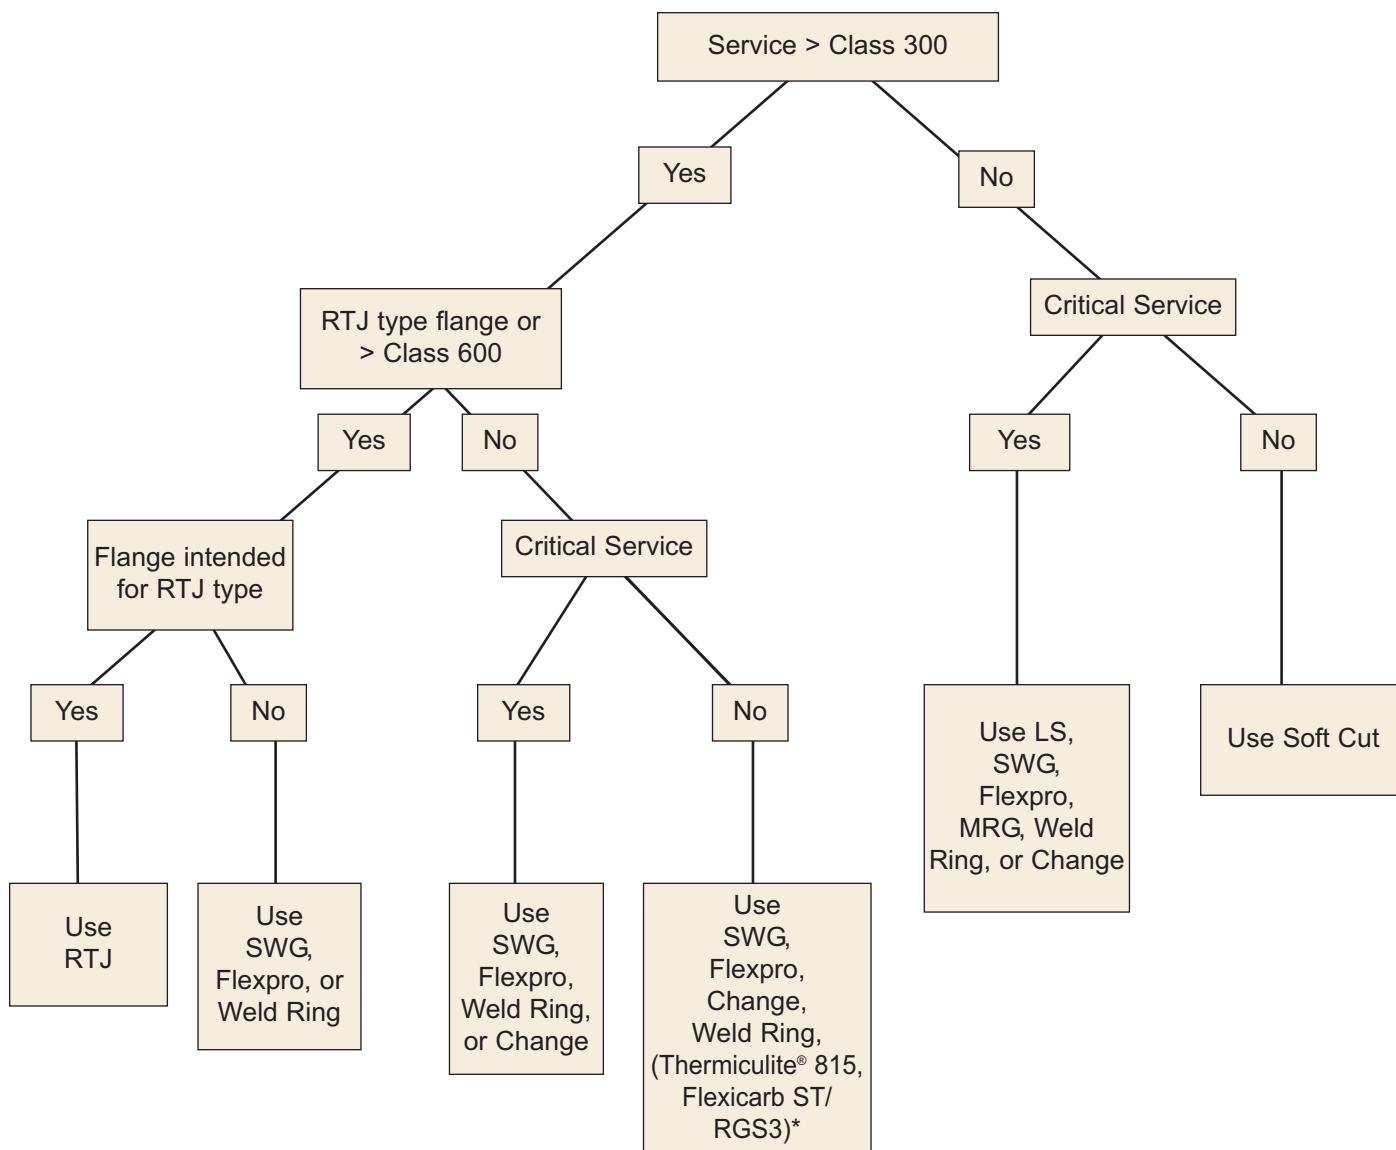 Service > Class 300
Yes
No
RTJ type flange or
> Class 600
Critical Service
Yes
No
Yes
No
Flange intended
for RTJ type
Critical Service
Yes
No
Yes
No
Use LS,
SWG,
Flexpro,
MRG, Weld
Ring, or Change
Use Soft Cut
Use
RTJ
Use
SWG,
Flexpro, or
Weld Ring
Use
SWG,
Flexpro,
Weld Ring,
or Change
Use
SWG,
Flexpro,
Change,
Weld Ring,
(Thermiculite® 815,
Flexicarb ST/
RGS3)*